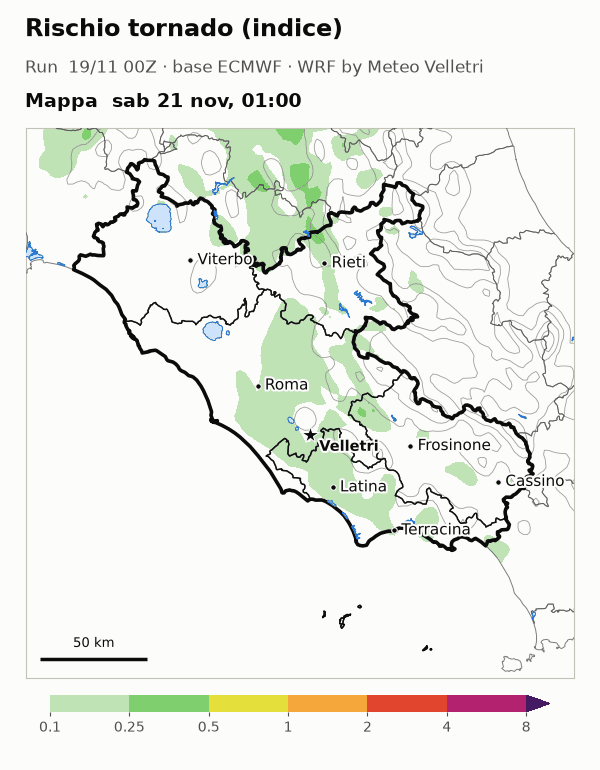 Rischio tornado (indice)
Run  19/11 00Z · base ECMWF · WRF by Meteo Velletri
Mappa  sab 21 nov, 01:00
Viterbo
Rieti
Roma
Velletri
Frosinone
Latina
Cassino
Terracina
50 km
0.1 0.25 0.5 1 2 4 8